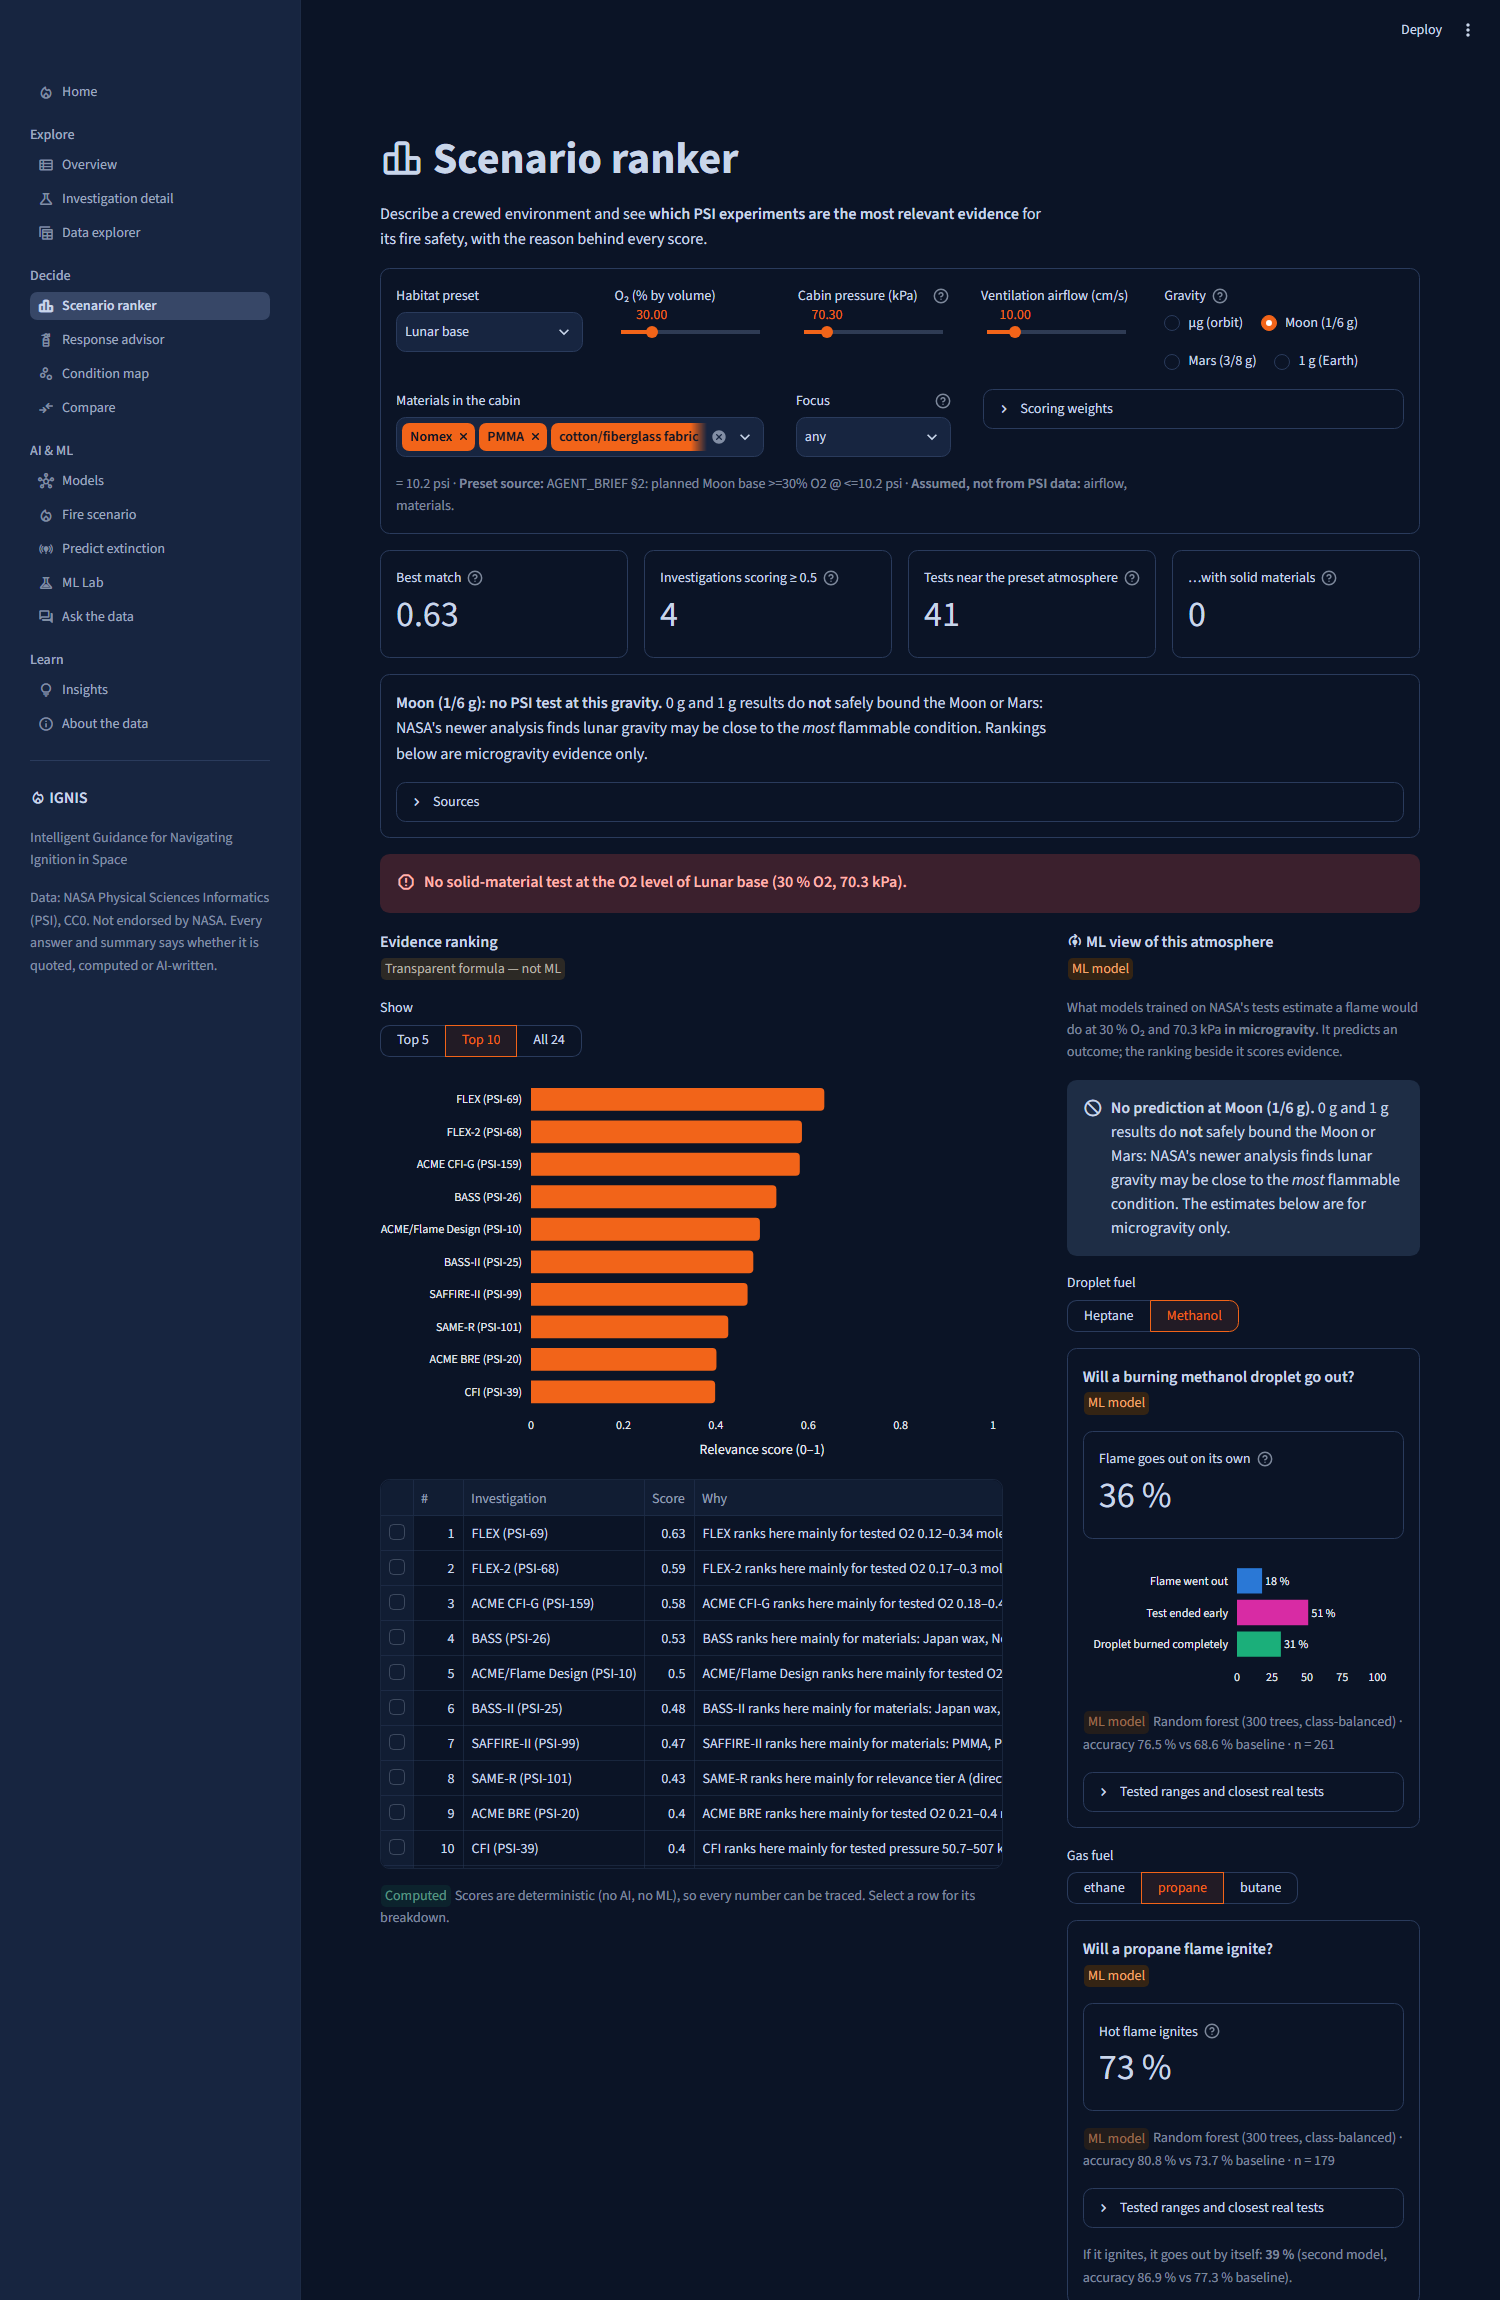 Deploy
Home
Explore
Overview
Investigation detail
Data explorer
Decide
Scenario ranker
Response advisor
Condition map
Compare
AI & ML
Models
Fire scenario
Predict extinction
ML Lab
Ask the data
Learn
Insights
About the data
IGNIS
Intelligent Guidance for Navigating
Ignition in Space
Data: NASA Physical Sciences Informatics
(PSI), CC0. Not endorsed by NASA. Every
answer and summary says whether it is
quoted, computed or AI-written.
Scenario ranker
Describe a crewed environment and see which PSI experiments are the most relevant evidence for
its fire safety, with the reason behind every score.
Habitat preset
Lunar base
O₂ (% by volume)
30.00
Cabin pressure (kPa)
70.30
Ventilation airflow (cm/s)
10.00
Gravity
µg (orbit)
Moon (1/6 g)
Mars (3/8 g)
1 g (Earth)
Materials in the cabin
Nomex
PMMA
cotton/fiberglass fabric
Focus
any
Scoring weights
= 10.2 psi · Preset source: AGENT_BRIEF §2: planned Moon base >=30% O2 @ <=10.2 psi · Assumed, not from PSI data: airflow,
materials.
Best match
0.63
Investigations scoring ≥ 0.5
4
Tests near the preset atmosphere
41
…with solid materials
0
Moon (1/6 g): no PSI test at this gravity. 0 g and 1 g results do not safely bound the Moon or Mars:
NASA's newer analysis finds lunar gravity may be close to the most flammable condition. Rankings
below are microgravity evidence only.
Sources
No solid-material test at the O2 level of Lunar base (30 % O2, 70.3 kPa).
Evidence ranking
Transparent formula — not ML
Show
Top 5
Top 10
All 24
FLEX (PSI-69)
FLEX-2 (PSI-68)
ACME CFI-G (PSI-159)
BASS (PSI-26)
ACME/Flame Design (PSI-10)
BASS-II (PSI-25)
SAFFIRE-II (PSI-99)
SAME-R (PSI-101)
ACME BRE (PSI-20)
CFI (PSI-39)
0 0.2 0.4 0.6 0.8 1
Relevance score (0–1)
# Investigation Score Why
1 FLEX (PSI-69) 0.63 FLEX ranks here mainly for tested O2 0.12–0.34 mole
2 FLEX-2 (PSI-68) 0.59 FLEX-2 ranks here mainly for tested O2 0.17–0.3 mol
3 ACME CFI-G (PSI-159) 0.58 ACME CFI-G ranks here mainly for tested O2 0.18–0.4
4 BASS (PSI-26) 0.53 BASS ranks here mainly for materials: Japan wax, No
5 ACME/Flame Design (PSI-10) 0.5 ACME/Flame Design ranks here mainly for tested O2
6 BASS-II (PSI-25) 0.48 BASS-II ranks here mainly for materials: Japan wax,
7 SAFFIRE-II (PSI-99) 0.47 SAFFIRE-II ranks here mainly for materials: PMMA, P
8 SAME-R (PSI-101) 0.43 SAME-R ranks here mainly for relevance tier A (direc
9 ACME BRE (PSI-20) 0.4 ACME BRE ranks here mainly for tested O2 0.21–0.4
10 CFI (PSI-39) 0.4 CFI ranks here mainly for tested pressure 50.7–507 k
Computed Scores are deterministic (no AI, no ML), so every number can be traced. Select a row for its
breakdown.
ML view of this atmosphere
ML model
What models trained on NASA's tests estimate a flame would
do at 30 % O₂ and 70.3 kPa in microgravity. It predicts an
outcome; the ranking beside it scores evidence.
No prediction at Moon (1/6 g). 0 g and 1 g
results do not safely bound the Moon or
Mars: NASA's newer analysis finds lunar
gravity may be close to the most flammable
condition. The estimates below are for
microgravity only.
Droplet fuel
Heptane
Methanol
Will a burning methanol droplet go out?
ML model
Flame goes out on its own
36 %
Flame went out 18 %
Test ended early 51 %
Droplet burned completely 31 %
0 25 50 75 100
ML model Random forest (300 trees, class-balanced) ·
accuracy 76.5 % vs 68.6 % baseline · n = 261
Tested ranges and closest real tests
Gas fuel
ethane
propane
butane
Will a propane flame ignite?
ML model
Hot flame ignites
73 %
ML model Random forest (300 trees, class-balanced) ·
accuracy 80.8 % vs 73.7 % baseline · n = 179
Tested ranges and closest real tests
If it ignites, it goes out by itself: 39 % (second model,
accuracy 86.9 % vs 77.3 % baseline).